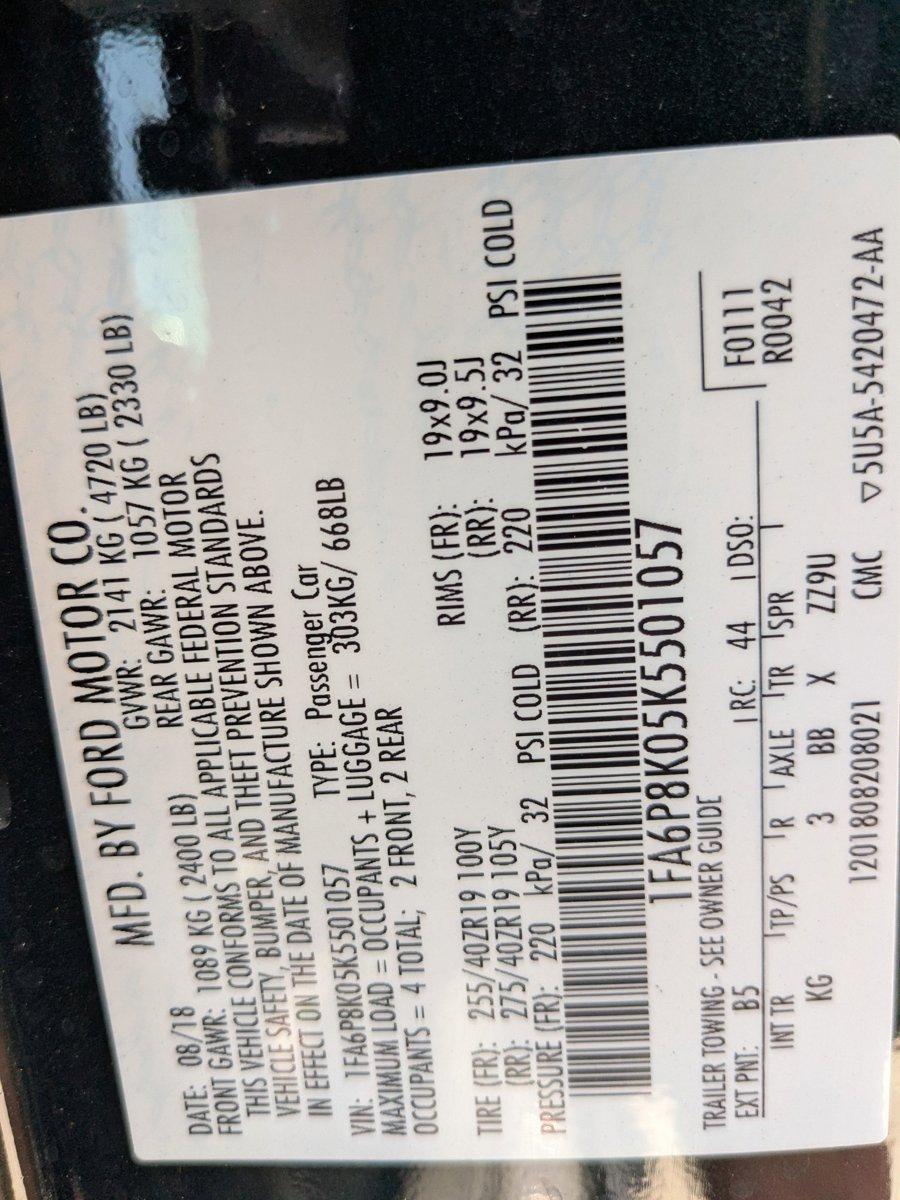 MFD. BY FORD MOTOR CO.
DATE: 08/18 GVWR: 2141 KG ( 4720 LB)
FRONT GAWR: 1089 KG ( 2400 LB) REAR GAWR: 1057 KG ( 2330 LB)
THIS VEHICLE CONFORMS TO ALL APPLICABLE FEDERAL MOTOR
VEHICLE SAFETY, BUMPER, AND THEFT PREVENTION STANDARDS
IN EFFECT ON THE DATE OF MANUFACTURE SHOWN ABOVE.
VIN: 1FA6P8K05K5501057 TYPE: Passenger Car
MAXIMUM LOAD = OCCUPANTS + LUGGAGE = 303KG/ 668LB
OCCUPANTS = 4 TOTAL; 2 FRONT, 2 REAR
TIRE (FR): 255/40ZR19 100Y RIMS (FR): 19x9.0J
(RR): 275/40ZR19 105Y (RR): 19x9.5J
PRESSURE (FR): 220 kPa/ 32 PSI COLD (RR): 220 kPa/ 32 PSI COLD
1FA6P8K05K5501057
TRAILER TOWING - SEE OWNER GUIDE
EXT PNT: B5 RC: 44 DSO: F0111
R0042
INT TR TP/PS R AXLE TR SPR
KG 3 BB X ZZ9U
1201808208021 CMC ▽5U5A-5420472-AA